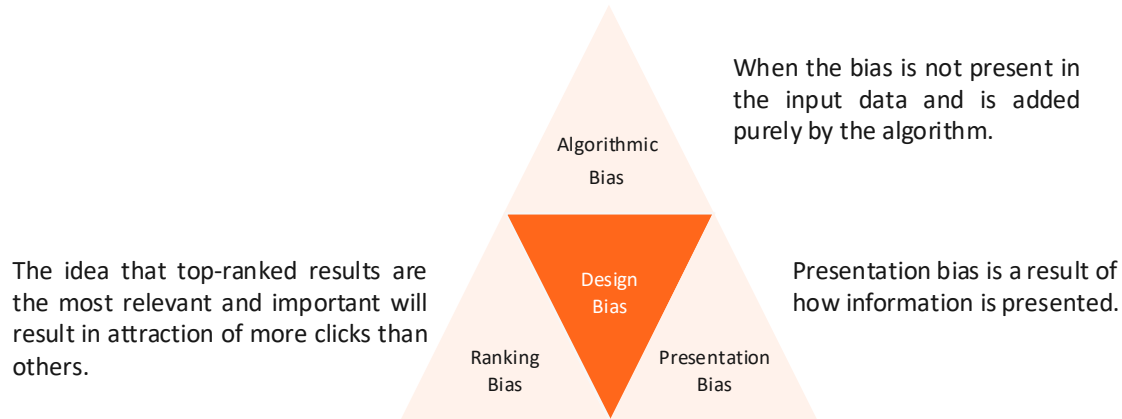 When the bias is not present in
the input data and is added
purely by the algorithm.
Algorithmic
Bias
The idea that top-ranked results are
the most relevant and important will
result in attraction of more clicks than
others.
Design
Bias
Presentation bias is a result of
how information is presented.
Ranking
Bias
Presentation
Bias